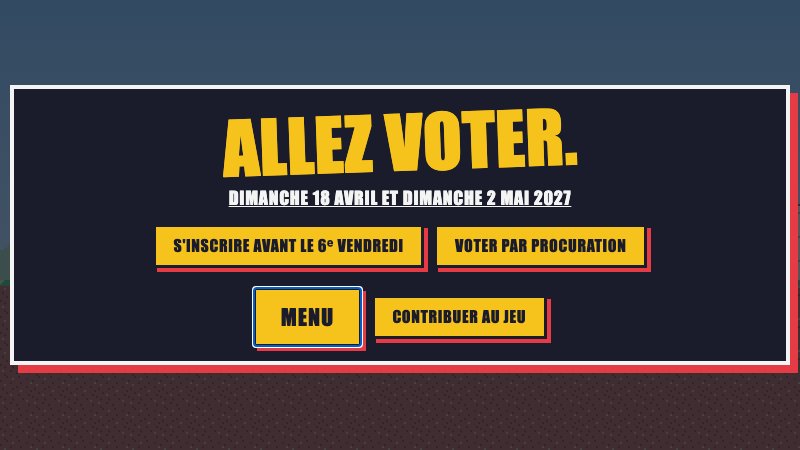 ALLEZ VOTER.
DIMANCHE 18 AVRIL ET DIMANCHE 2 MAI 2027
S'INSCRIRE AVANT LE 6ᵉ VENDREDI
VOTER PAR PROCURATION
MENU
CONTRIBUER AU JEU